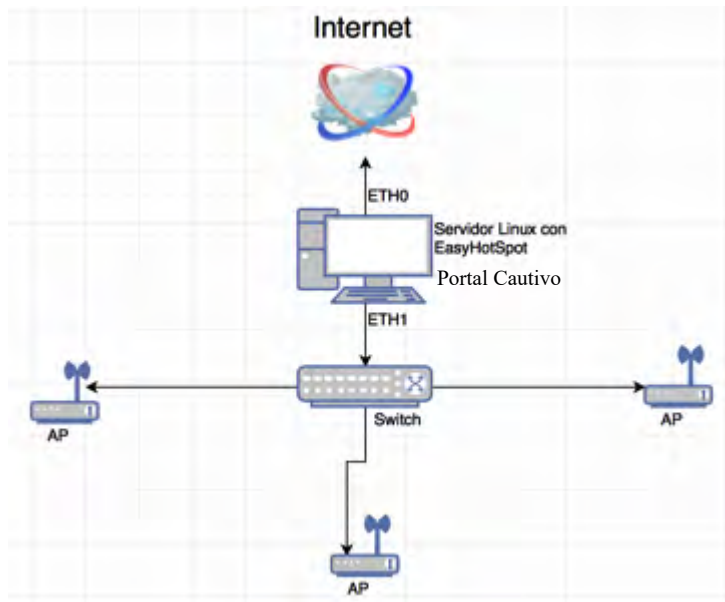 Internet
ETH0
Servidor Linux con
EasyHotSpot
Portal Cautivo
ETH1
Switch
AP
AP
AP